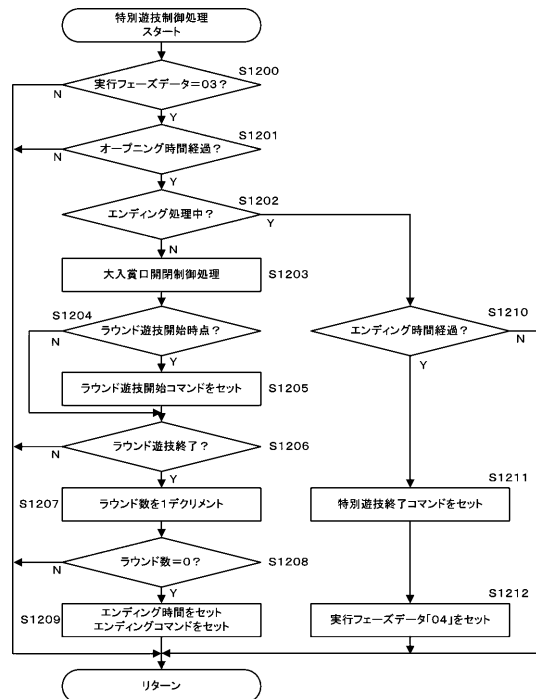 特別遊技制御処理
スタート
S1200
実行フェーズデータ=03?
N
Y
S1201
オープニング時間経過?
N
Y
S1202
エンディング処理中?
Y
N
大入賞口開閉制御処理
S1203
S1204
ラウンド遊技開始時点?
N
Y
S1210
エンディング時間経過?
N
Y
ラウンド遊技開始コマンドをセット
S1205
ラウンド遊技終了?
S1206
N
Y
S1207
ラウンド数を1デクリメント
S1211
特別遊技終了コマンドをセット
ラウンド数=0?
S1208
N
Y
S1209
エンディング時間をセット
エンディングコマンドをセット
S1212
実行フェーズデータ「04」をセット
リターン